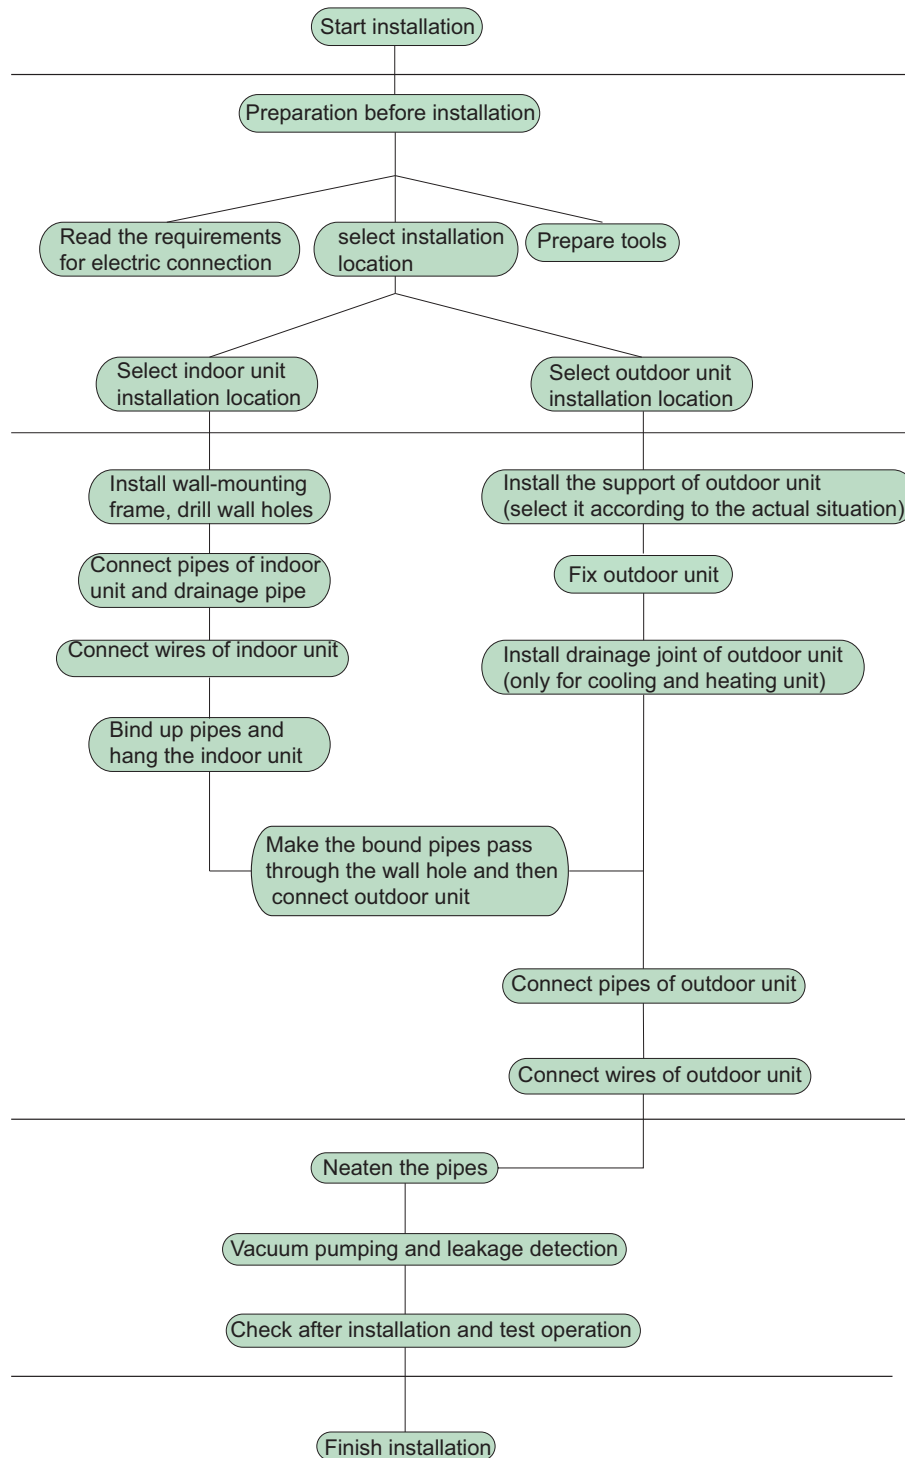 Start installation
Preparation before installation
Read the requirements
for electric connection
select installation
location
Prepare tools
Select indoor unit
installation location
Select outdoor unit
installation location
Install wall-mounting
frame, drill wall holes
Install the support of outdoor unit
(select it according to the actual situation)
Connect pipes of indoor
unit and drainage pipe
Fix outdoor unit
Connect wires of indoor unit
Install drainage joint of outdoor unit
(only for cooling and heating unit)
Bind up pipes and
hang the indoor unit
Make the bound pipes pass
through the wall hole and then
connect outdoor unit
Connect pipes of outdoor unit
Connect wires of outdoor unit
Neaten the pipes
Vacuum pumping and leakage detection
Check after installation and test operation
Finish installation